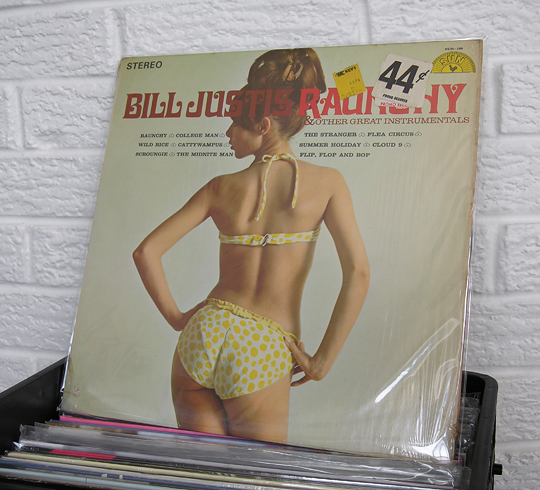 STEREO
44¢
BILL JUSTIS RAUNCHY
& OTHER GREAT INSTRUMENTALS
RAUNCHY COLLEGE MAN
THE STRANGER FLEA CIRCUS
WILD RICE CATTYWAMPUS
SUMMER HOLIDAY CLOUD 9
SCROUNGIE THE MIDNITE MAN
FLIP, FLOP AND BOP